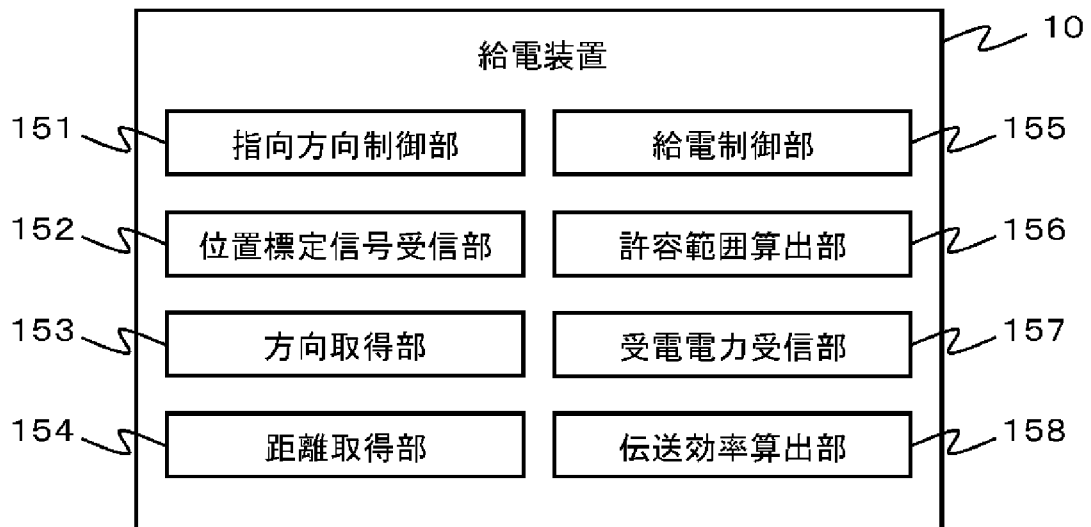 10
給電装置
151 指向方向制御部 給電制御部 155
152 位置標定信号受信部 許容範囲算出部 156
153 方向取得部 受電電力受信部 157
154 距離取得部 伝送効率算出部 158